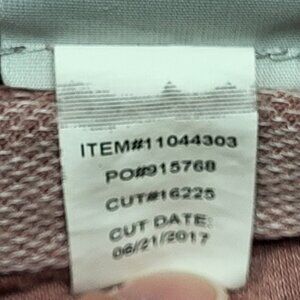 ITEM#11044303
PO#915768
CUT#16225
CUT DATE:
06/21/2017